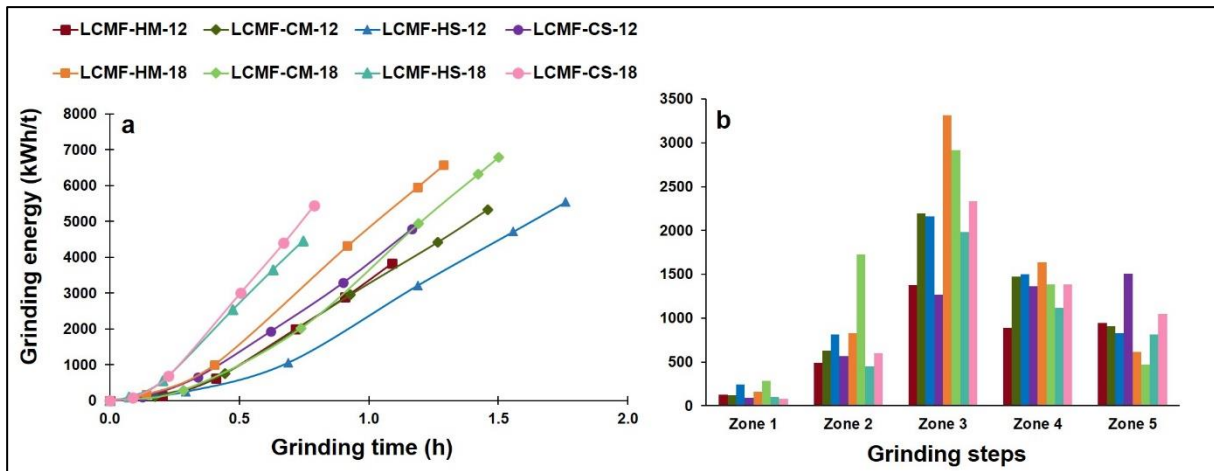 LCMF-HM-12 LCMF-CM-12 LCMF-HS-12 LCMF-CS-12
LCMF-HM-18 LCMF-CM-18 LCMF-HS-18 LCMF-CS-18
a
Grinding energy (kWh/t)
8000
7000
6000
5000
4000
3000
2000
1000
0
0.0 0.5 1.0 1.5 2.0
Grinding time (h)
b
3500
3000
2500
2000
1500
1000
500
0
Zone 1 Zone 2 Zone 3 Zone 4 Zone 5
Grinding steps